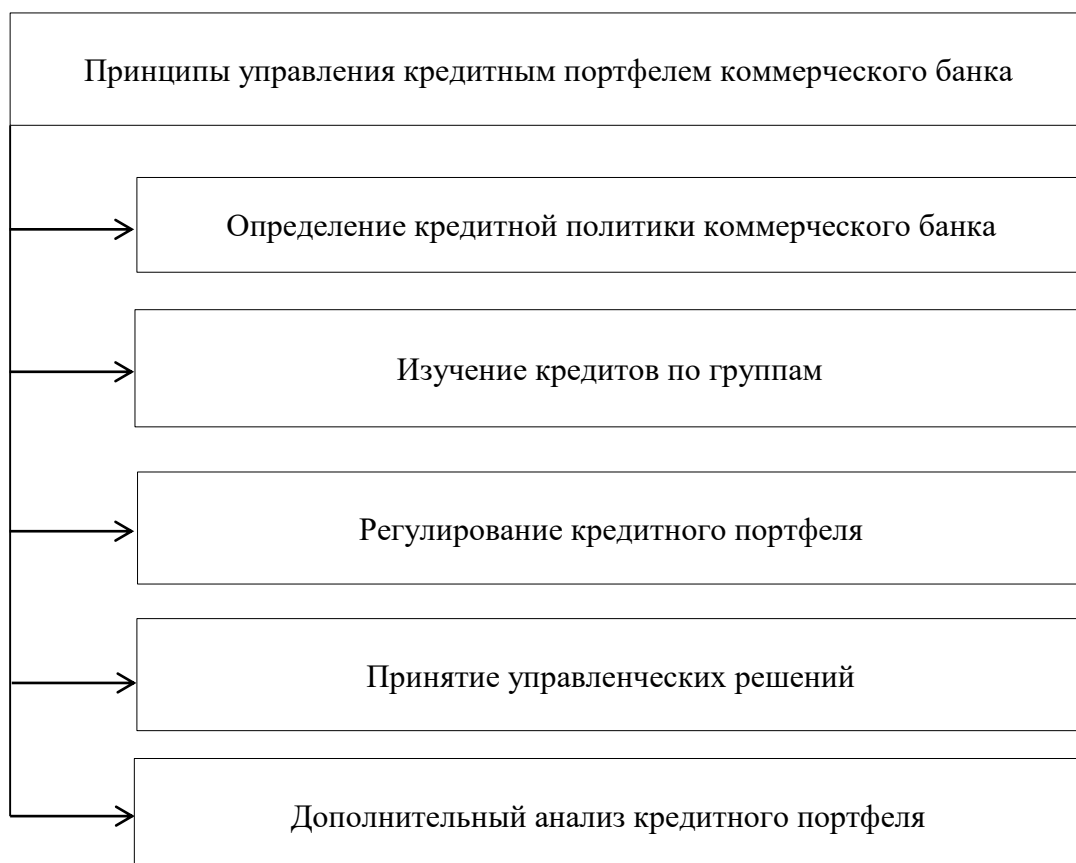 Принципы управления кредитным портфелем коммерческого банка
Определение кредитной политики коммерческого банка
Изучение кредитов по группам
Регулирование кредитного портфеля
Принятие управленческих решений
Дополнительный анализ кредитного портфеля